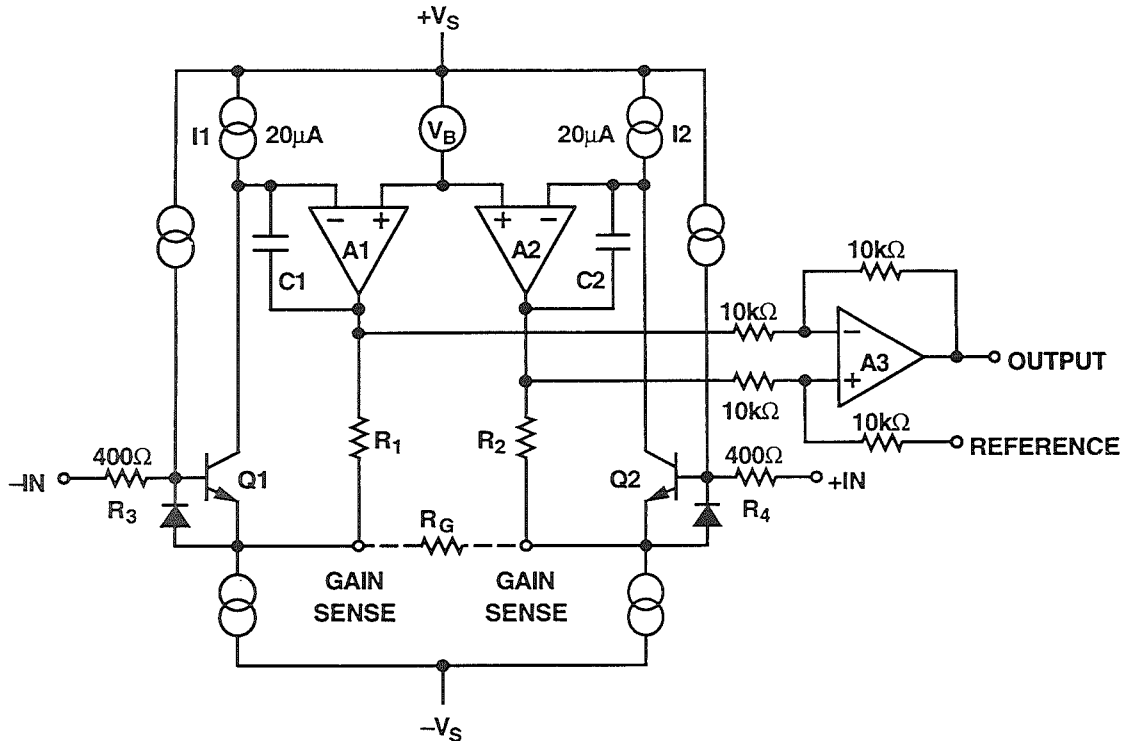 +VS
I1
20μA
VB
20μA
I2
− +
+ −
A1
A2
C1
C2
10kΩ
10kΩ
−
A3
+
OUTPUT
10kΩ
10kΩ
REFERENCE
R1
R2
400Ω
−IN
Q1
R3
Q2
400Ω
+IN
R4
RG
GAIN
SENSE
GAIN
SENSE
−VS